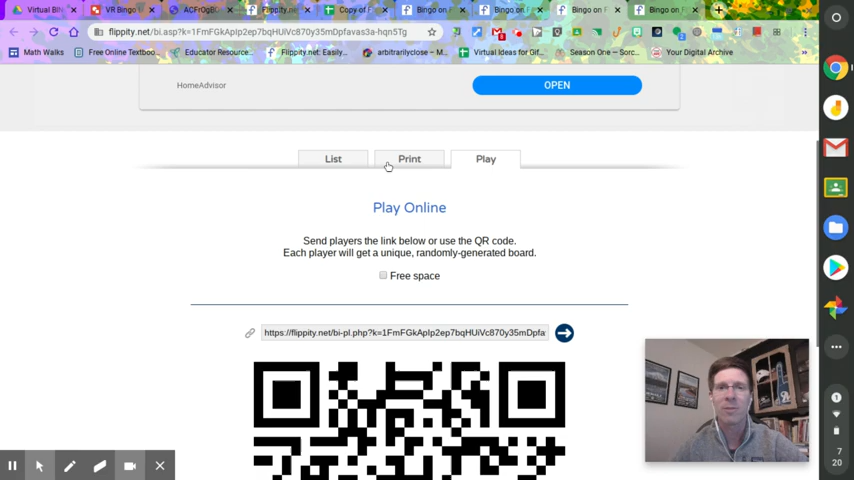 Virtual Bi
VR Bingo
ACFrOgBC
Flippity.ne
Copy of F
Bingo on F
Bingo on F
Bingo on F
Bingo on F
flippity.net/bi.asp?k=1FmFGkApIp2ep7bqHUiVc870y35mDpfavas3a-hqn5Tg
Math Walks
Free Online Textboo...
Educator Resource...
Flippity.net: Easily...
arbitrarilyclose – M...
Virtual Ideas for Gif...
Season One — Sorc...
Your Digital Archive
»
HomeAdvisor
OPEN
List
Print
Play
Play Online
Send players the link below or use the QR code.
Each player will get a unique, randomly-generated board.
Free space
https://flippity.net/bi-pl.php?k=1FmFGkApIp2ep7bqHUiVc870y35mDpfa
1
7
20